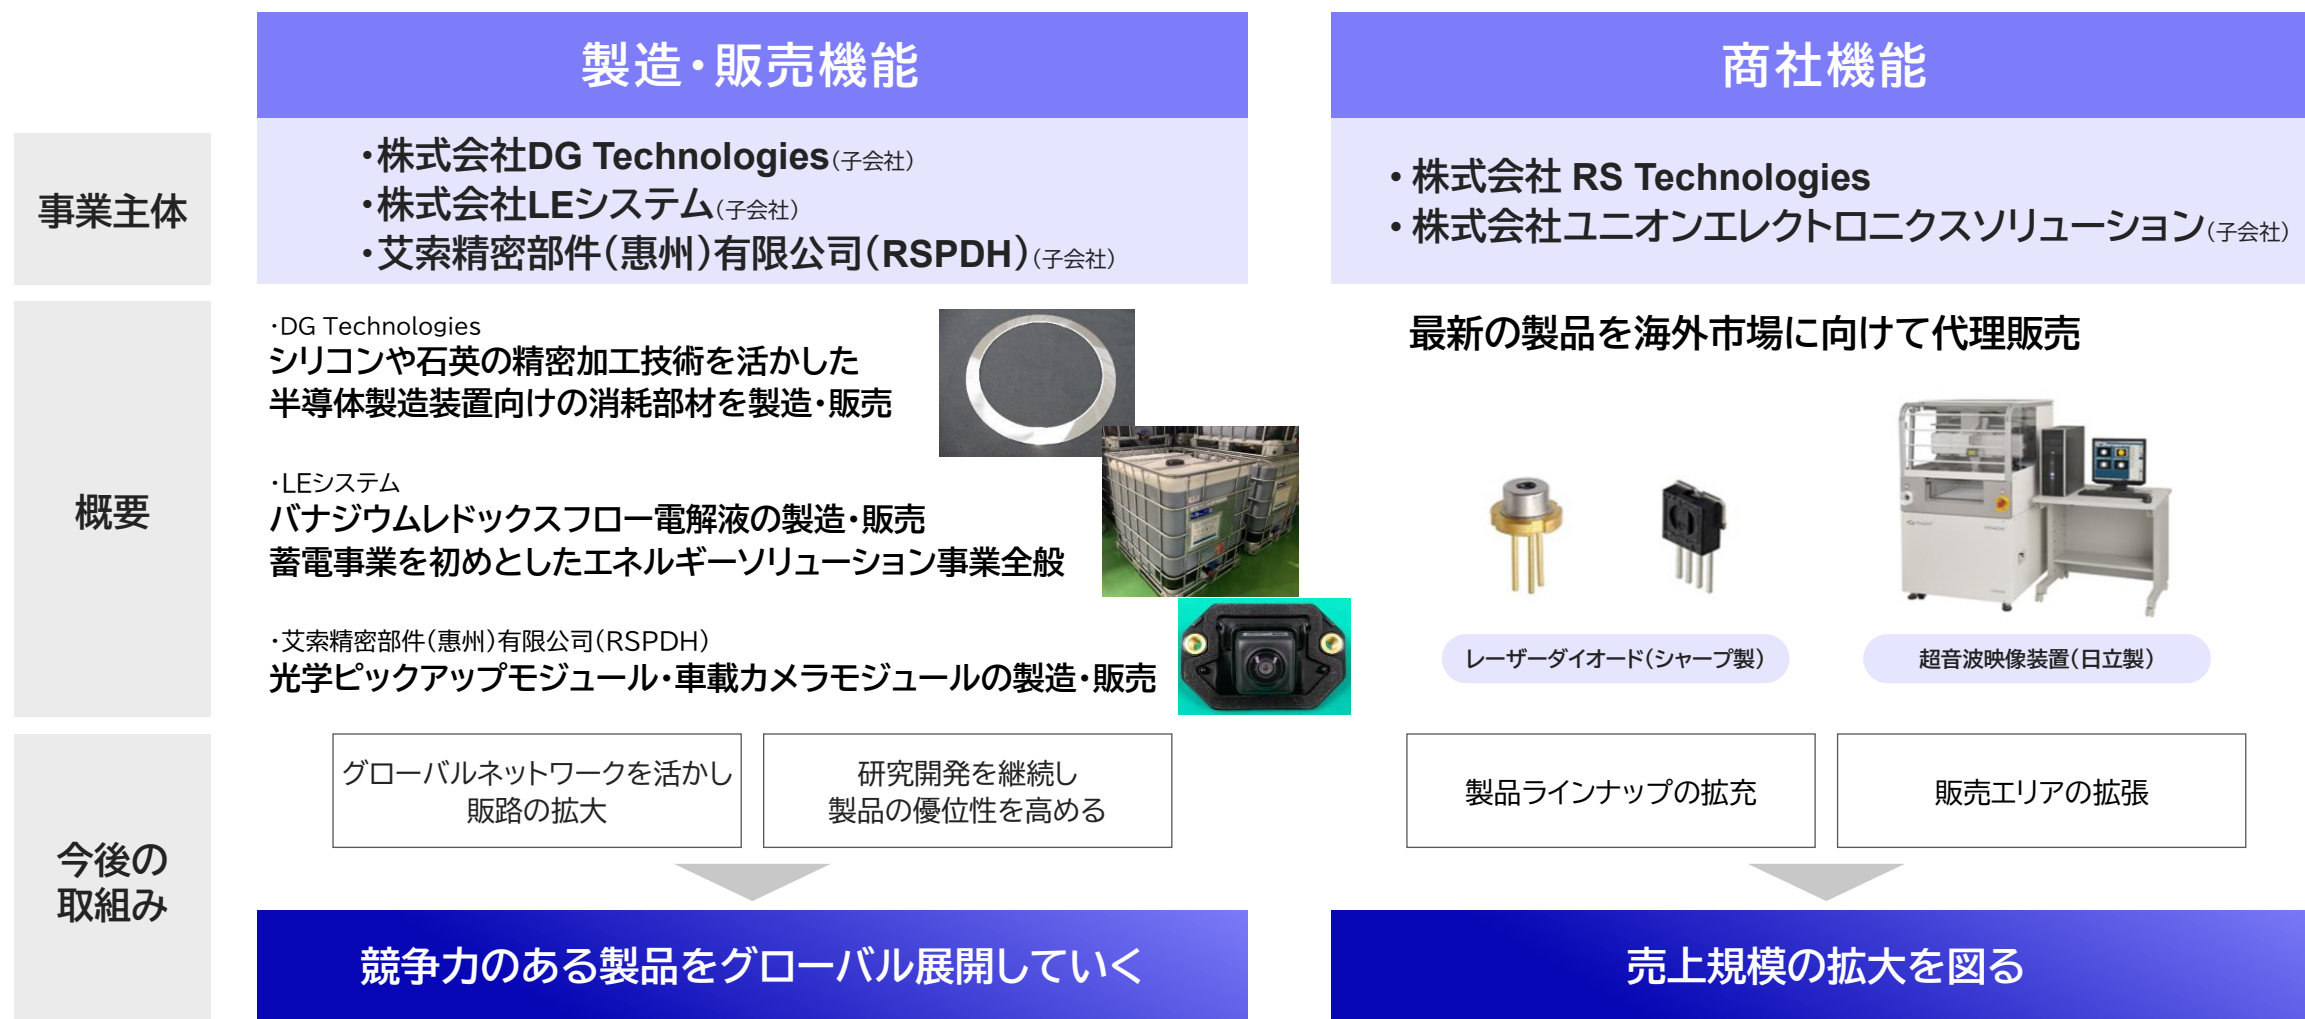 製造・販売機能
商社機能
事業主体
・株式会社DG Technologies(子会社)
・株式会社LEシステム(子会社)
・艾索精密部件(惠州)有限公司(RSPDH)(子会社)
• 株式会社 RS Technologies
• 株式会社ユニオンエレクトロニクスソリューション(子会社)
概要
・DG Technologies
シリコンや石英の精密加工技術を活かした
半導体製造装置向けの消耗部材を製造・販売
・LEシステム
バナジウムレドックスフロー電解液の製造・販売
蓄電事業を初めとしたエネルギーソリューション事業全般
・艾索精密部件(惠州)有限公司(RSPDH)
光学ピックアップモジュール・車載カメラモジュールの製造・販売
最新の製品を海外市場に向けて代理販売
レーザーダイオード(シャープ製)
超音波映像装置(日立製)
今後の
取組み
グローバルネットワークを活かし
販路の拡大
研究開発を継続し
製品の優位性を高める
製品ラインナップの拡充
販売エリアの拡張
競争力のある製品をグローバル展開していく
売上規模の拡大を図る